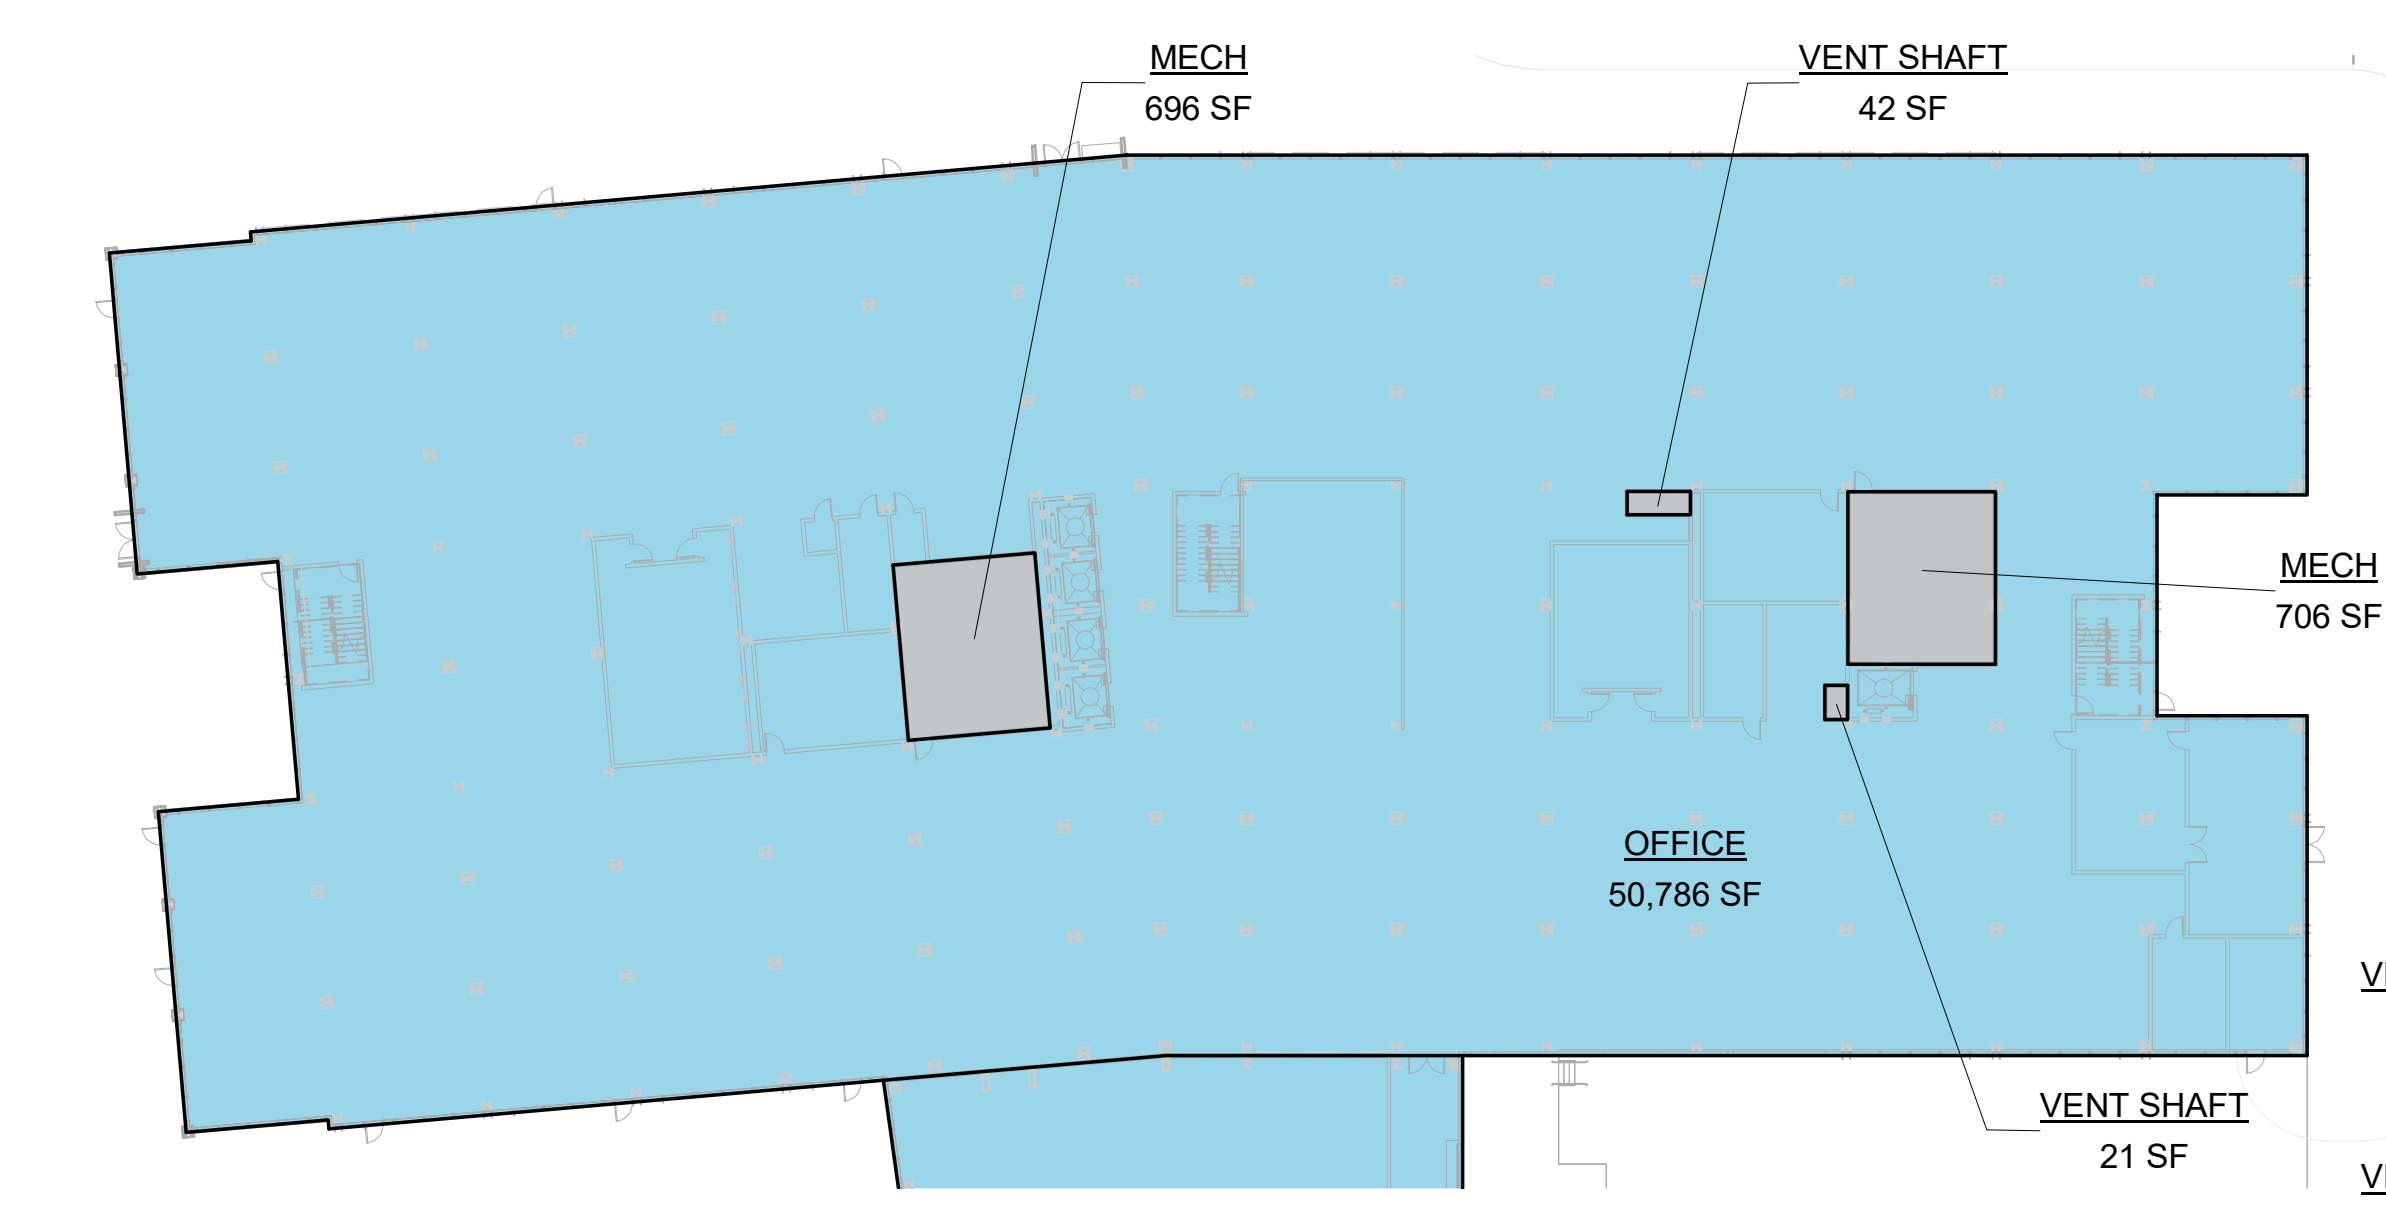 MECH
696 SF
VENT SHAFT
42 SF
MECH
706 SF
OFFICE
50,786 SF
VENT SHAFT
21 SF